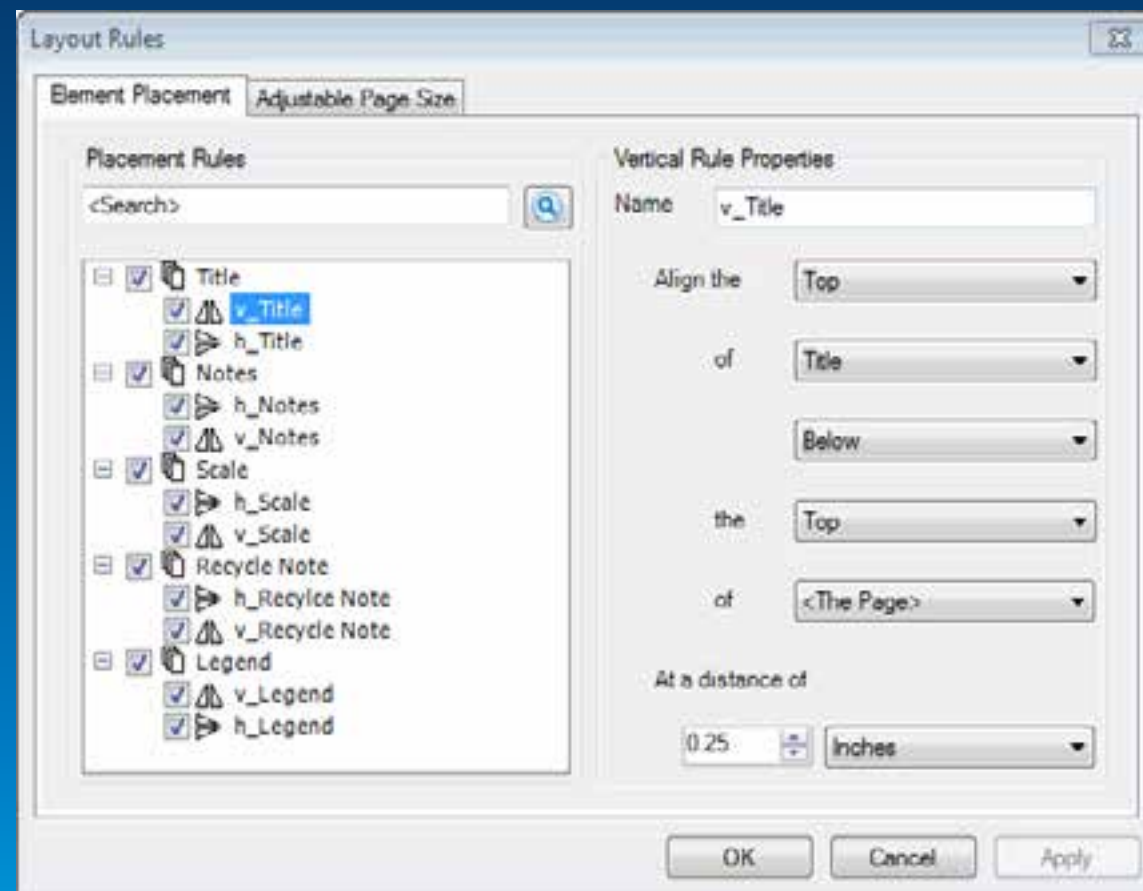 Layout Rules
Element Placement
Adjustable Page Size
Placement Rules
<Search>
Title
v_Title
h_Title
Notes
h_Notes
v_Notes
Scale
h_Scale
v_Scale
Recycle Note
h_Recylce Note
v_Recycle Note
Legend
v_Legend
h_Legend
Vertical Rule Properties
Name v_Title
Align the Top
of Title
Below
the Top
of <The Page>
At a distance of
0.25 Inches
OK Cancel Apply